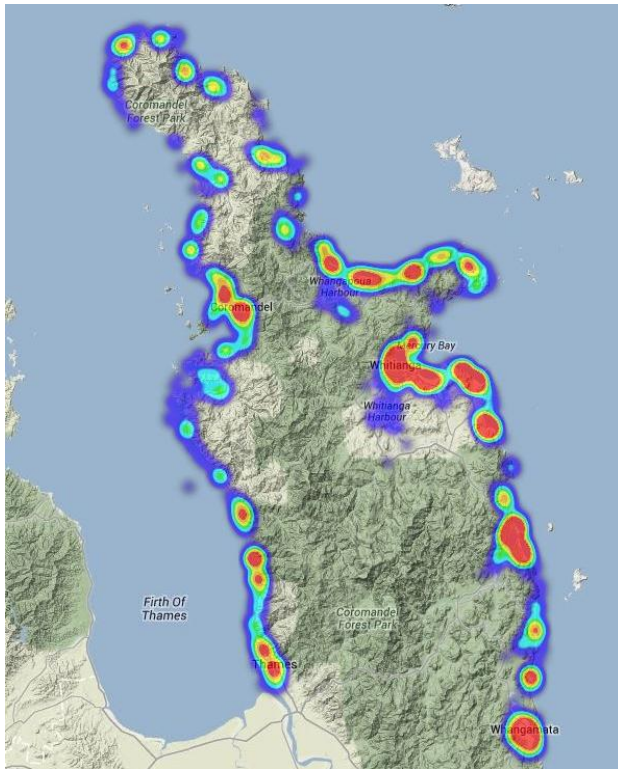 Coromandel
Forest Park
Whangapoua
Harbour
Coromandel
Mercury Bay
Whitianga
Whitianga
Harbour
Firth Of
Thames
Coromandel
Forest Park
Thames
Whangamata